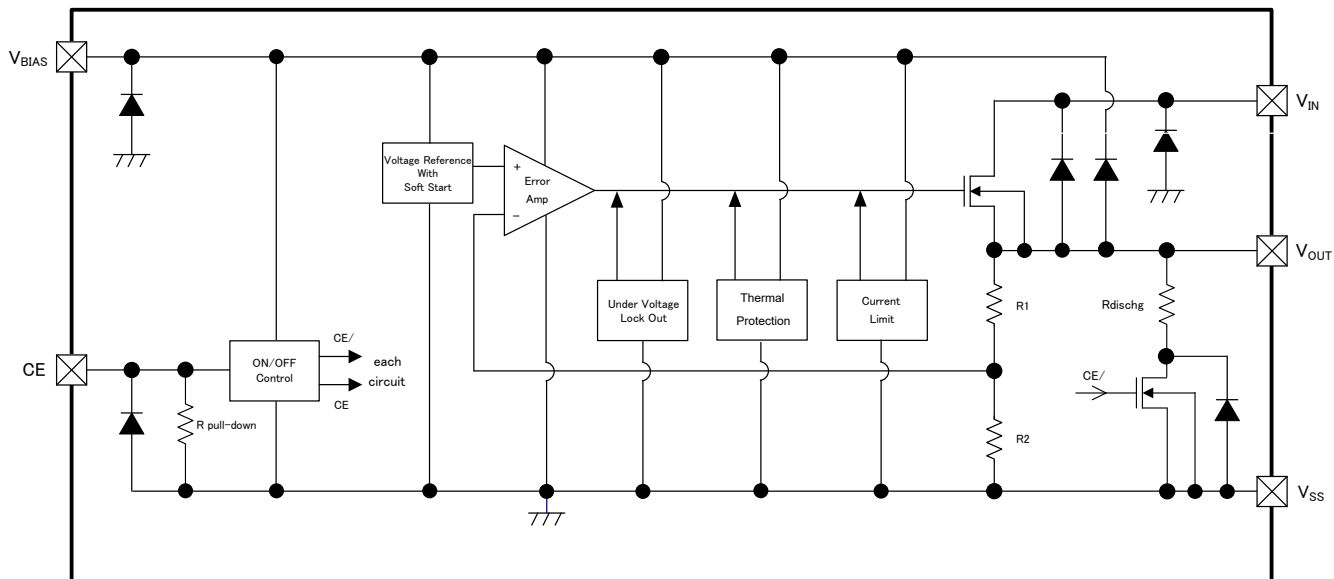 VBIAS
VIN
Voltage Reference
With
Soft Start
+
Error
Amp
−
VOUT
Under Voltage
Lock Out
Thermal
Protection
Current
Limit
R1
Rdischg
CE
ON/OFF
Control
CE/
each
circuit
CE
CE/
R pull-down
R2
VSS